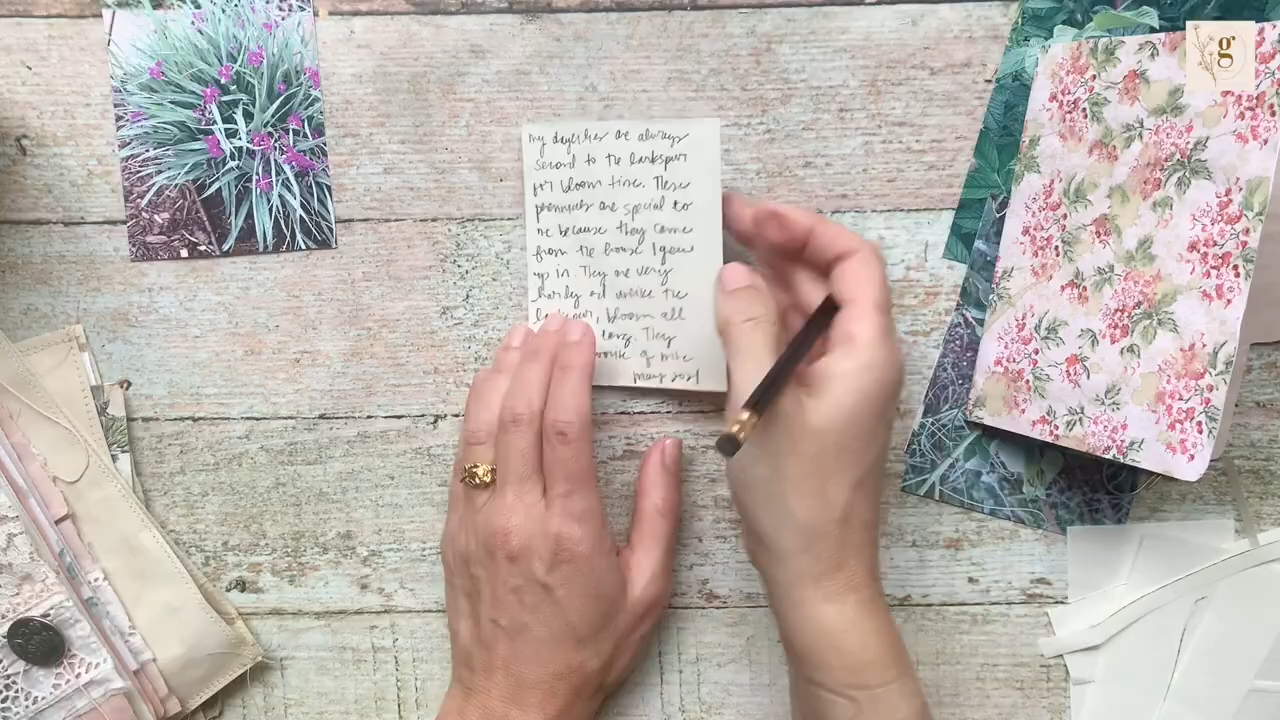 my daylilies are always
second to the larkspur
for bloom time. These
perennials are special to
me because they came
from the house I grew
up in. They are very
hardy and unlike the
bloom all
long. They
of mine
May 2021
g